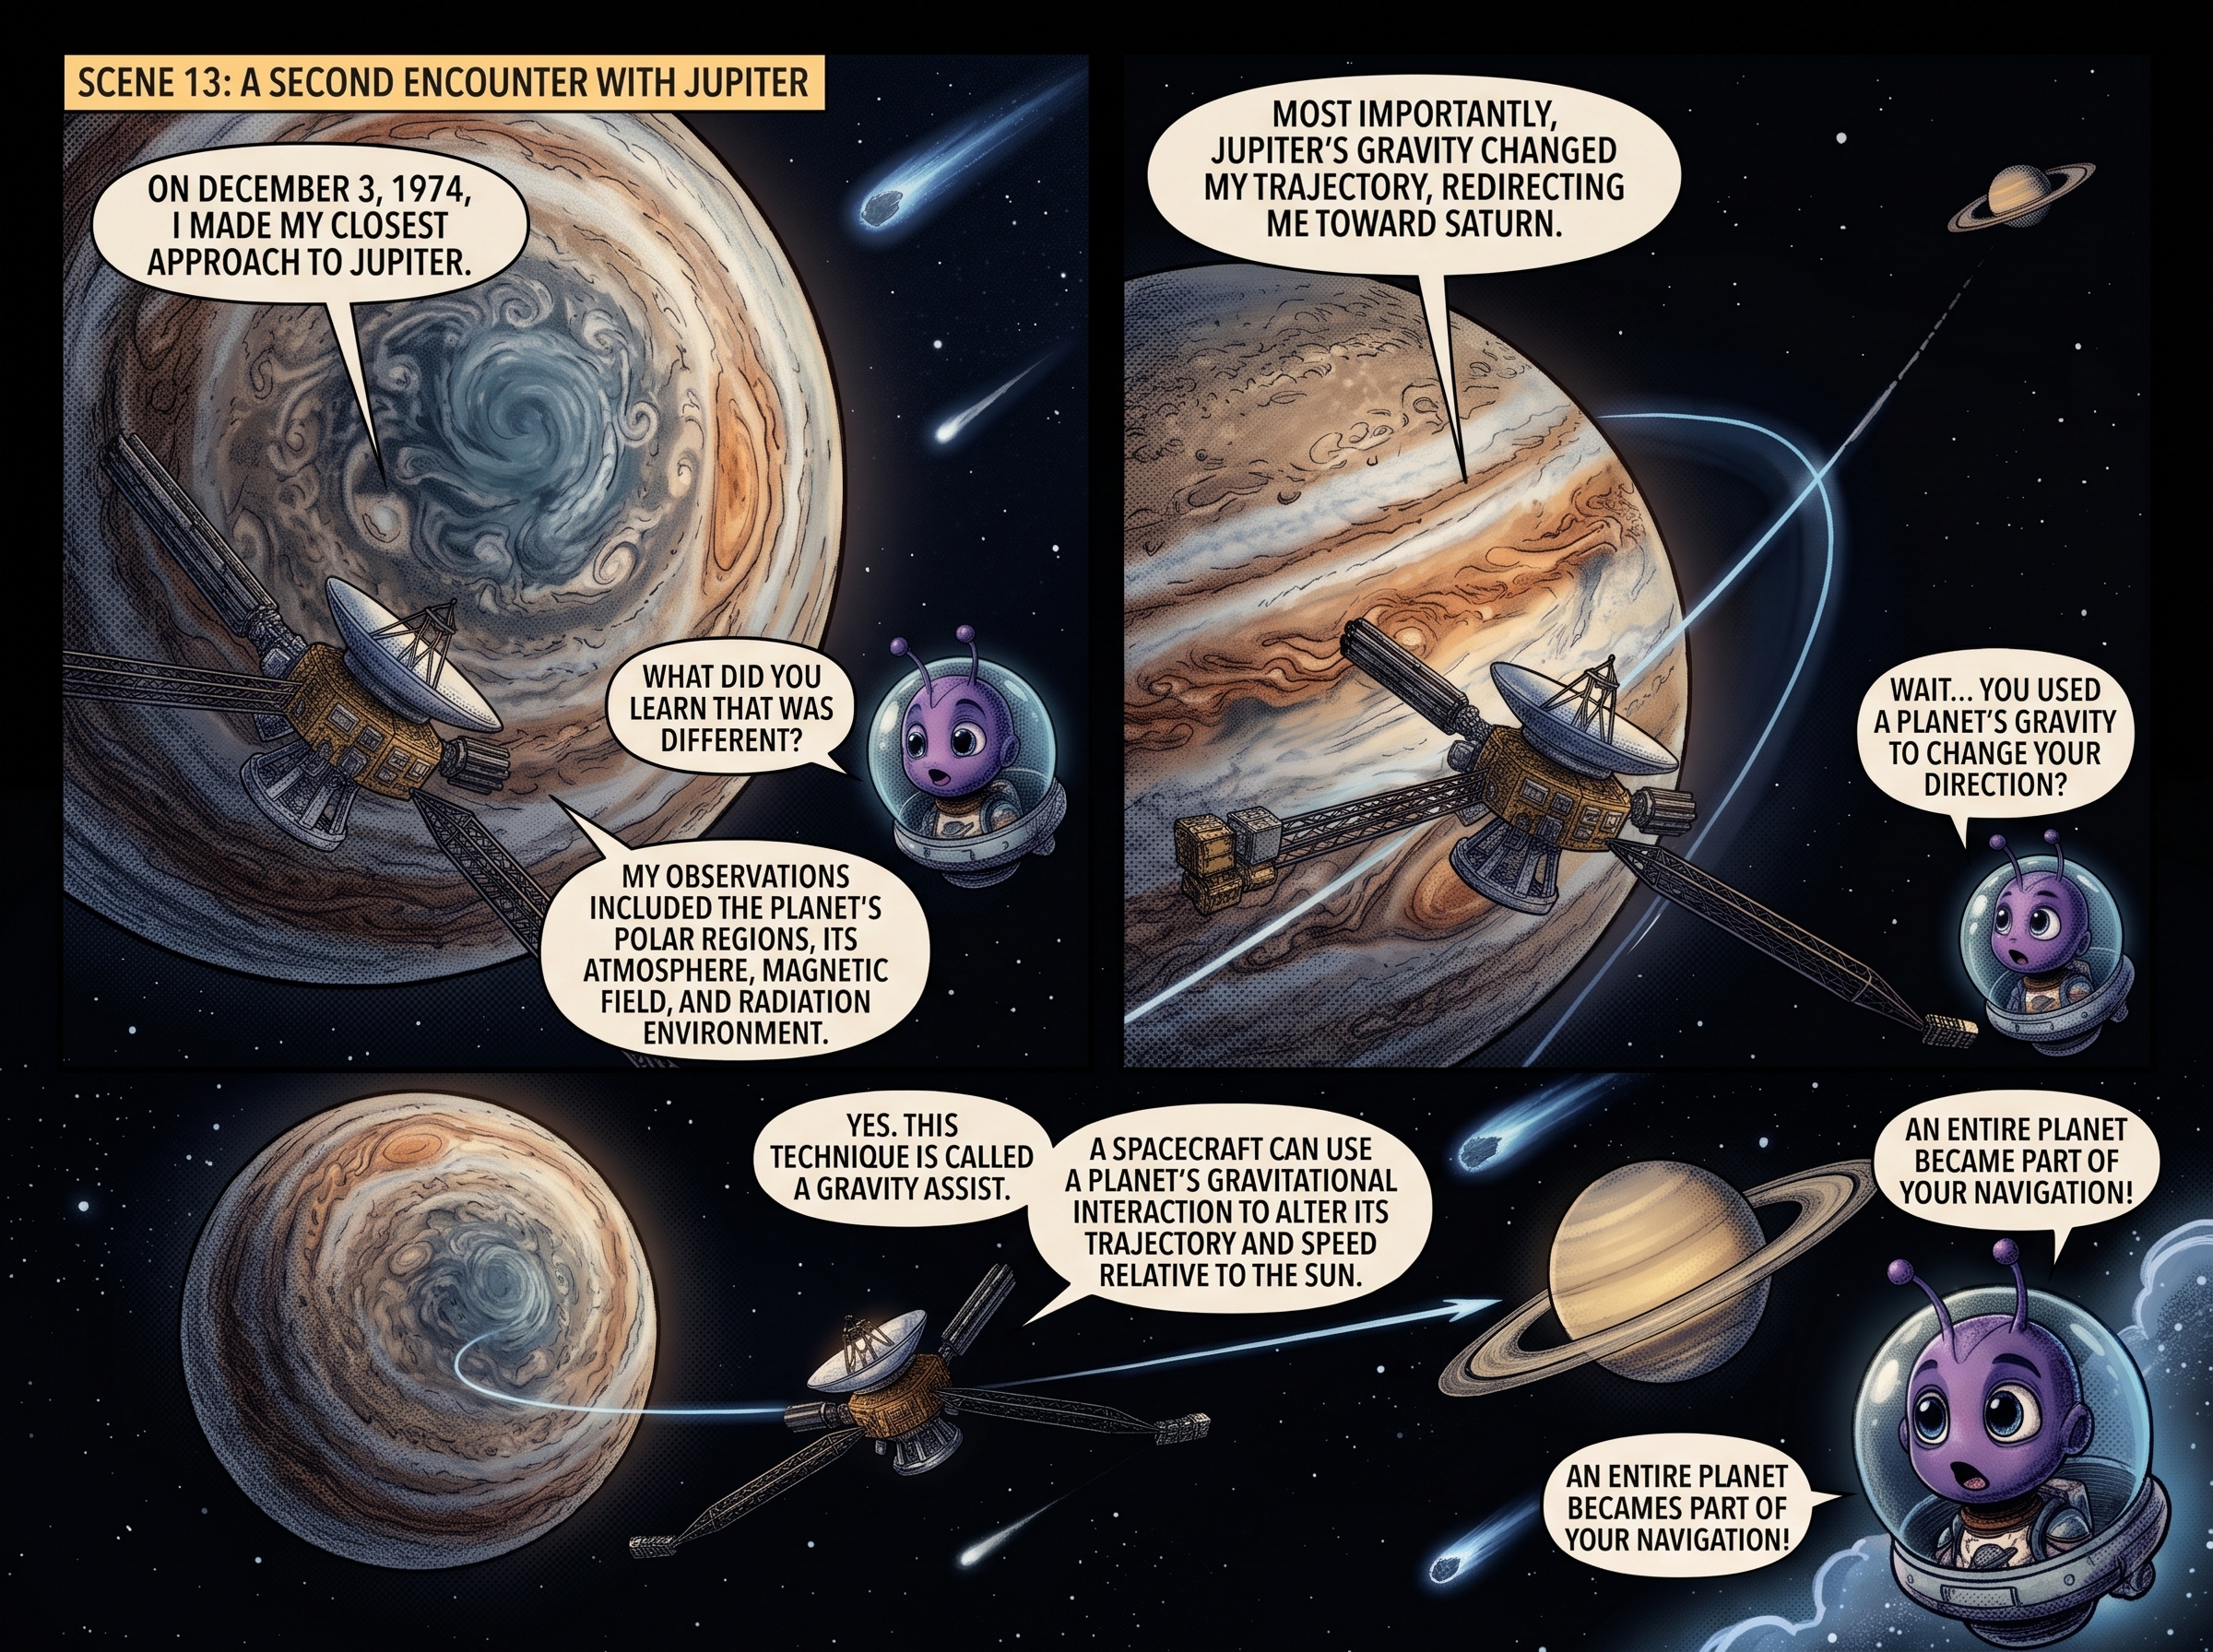 SCENE 13: A SECOND ENCOUNTER WITH JUPITER
ON DECEMBER 3, 1974,
I MADE MY CLOSEST
APPROACH TO JUPITER.
WHAT DID YOU
LEARN THAT WAS
DIFFERENT?
MY OBSERVATIONS
INCLUDED THE PLANET'S
POLAR REGIONS, ITS
ATMOSPHERE, MAGNETIC
FIELD, AND RADIATION
ENVIRONMENT.
MOST IMPORTANTLY,
JUPITER'S GRAVITY CHANGED
MY TRAJECTORY, REDIRECTING
ME TOWARD SATURN.
WAIT... YOU USED
A PLANET'S GRAVITY
TO CHANGE YOUR
DIRECTION?
YES. THIS
TECHNIQUE IS CALLED
A GRAVITY ASSIST.
A SPACECRAFT CAN USE
A PLANET'S GRAVITATIONAL
INTERACTION TO ALTER ITS
TRAJECTORY AND SPEED
RELATIVE TO THE SUN.
AN ENTIRE PLANET
BECAME PART OF
YOUR NAVIGATION!
AN ENTIRE PLANET
BECAMES PART OF
YOUR NAVIGATION!